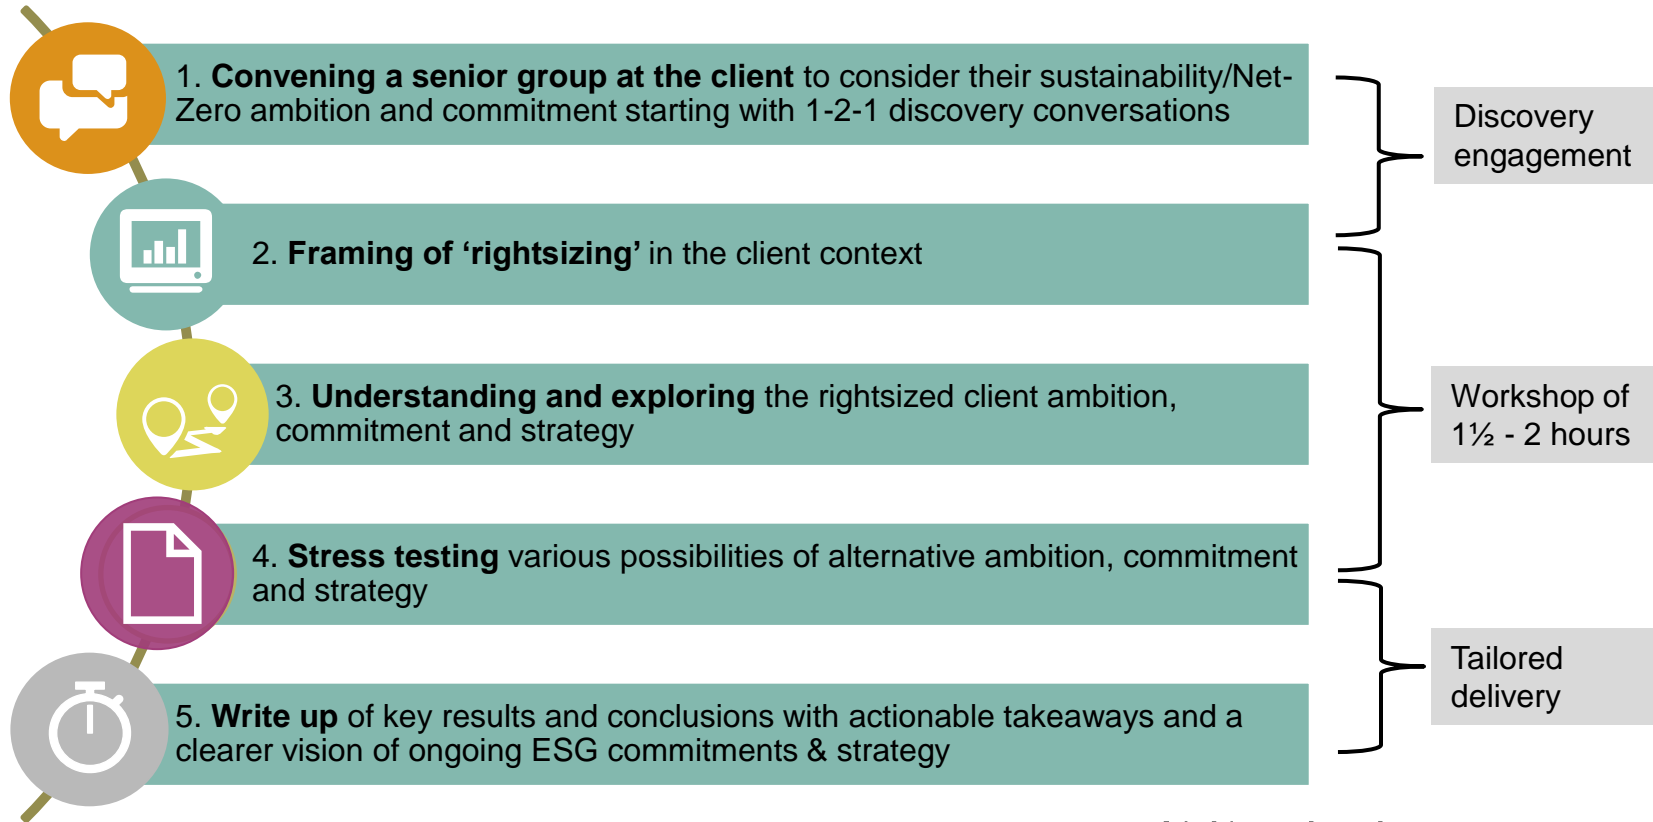 1. Convening a senior group at the client to consider their sustainability/Net-
Zero ambition and commitment starting with 1-2-1 discovery conversations
Discovery
engagement
2. Framing of ‘rightsizing’ in the client context
3. Understanding and exploring the rightsized client ambition,
commitment and strategy
Workshop of
1½ - 2 hours
4. Stress testing various possibilities of alternative ambition, commitment
and strategy
Tailored
delivery
5. Write up of key results and conclusions with actionable takeaways and a
clearer vision of ongoing ESG commitments & strategy